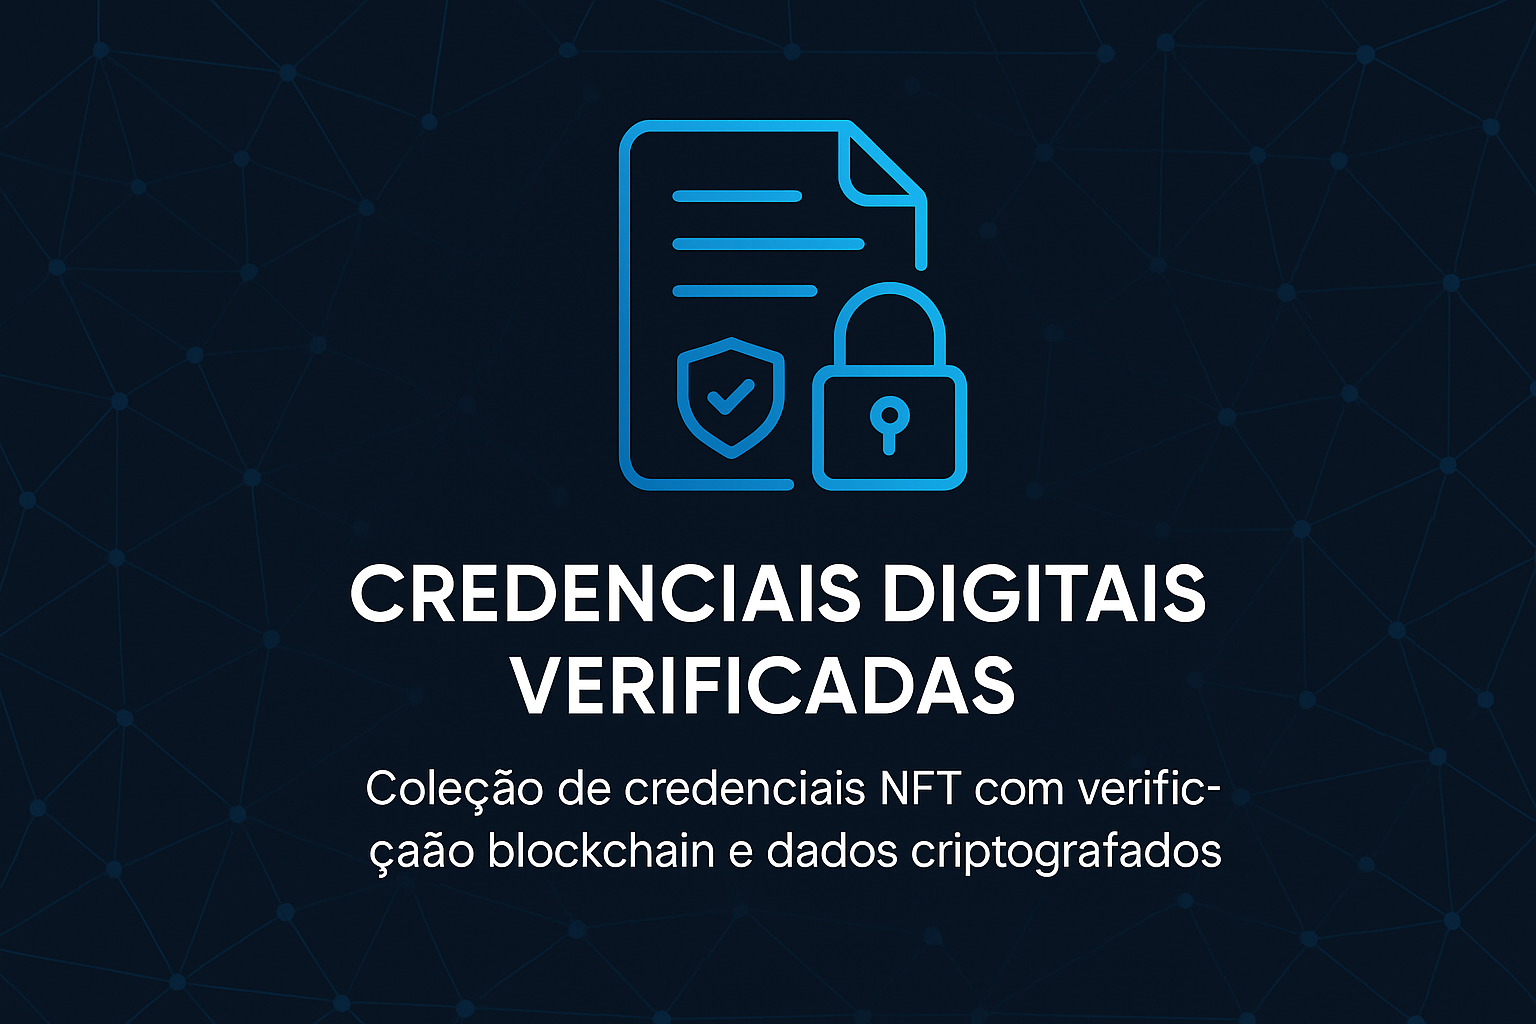 CREDENCIAIS DIGITAIS
VERIFICADAS
Coleção de credenciais NFT com verific-
çaão blockchain e dados criptografados